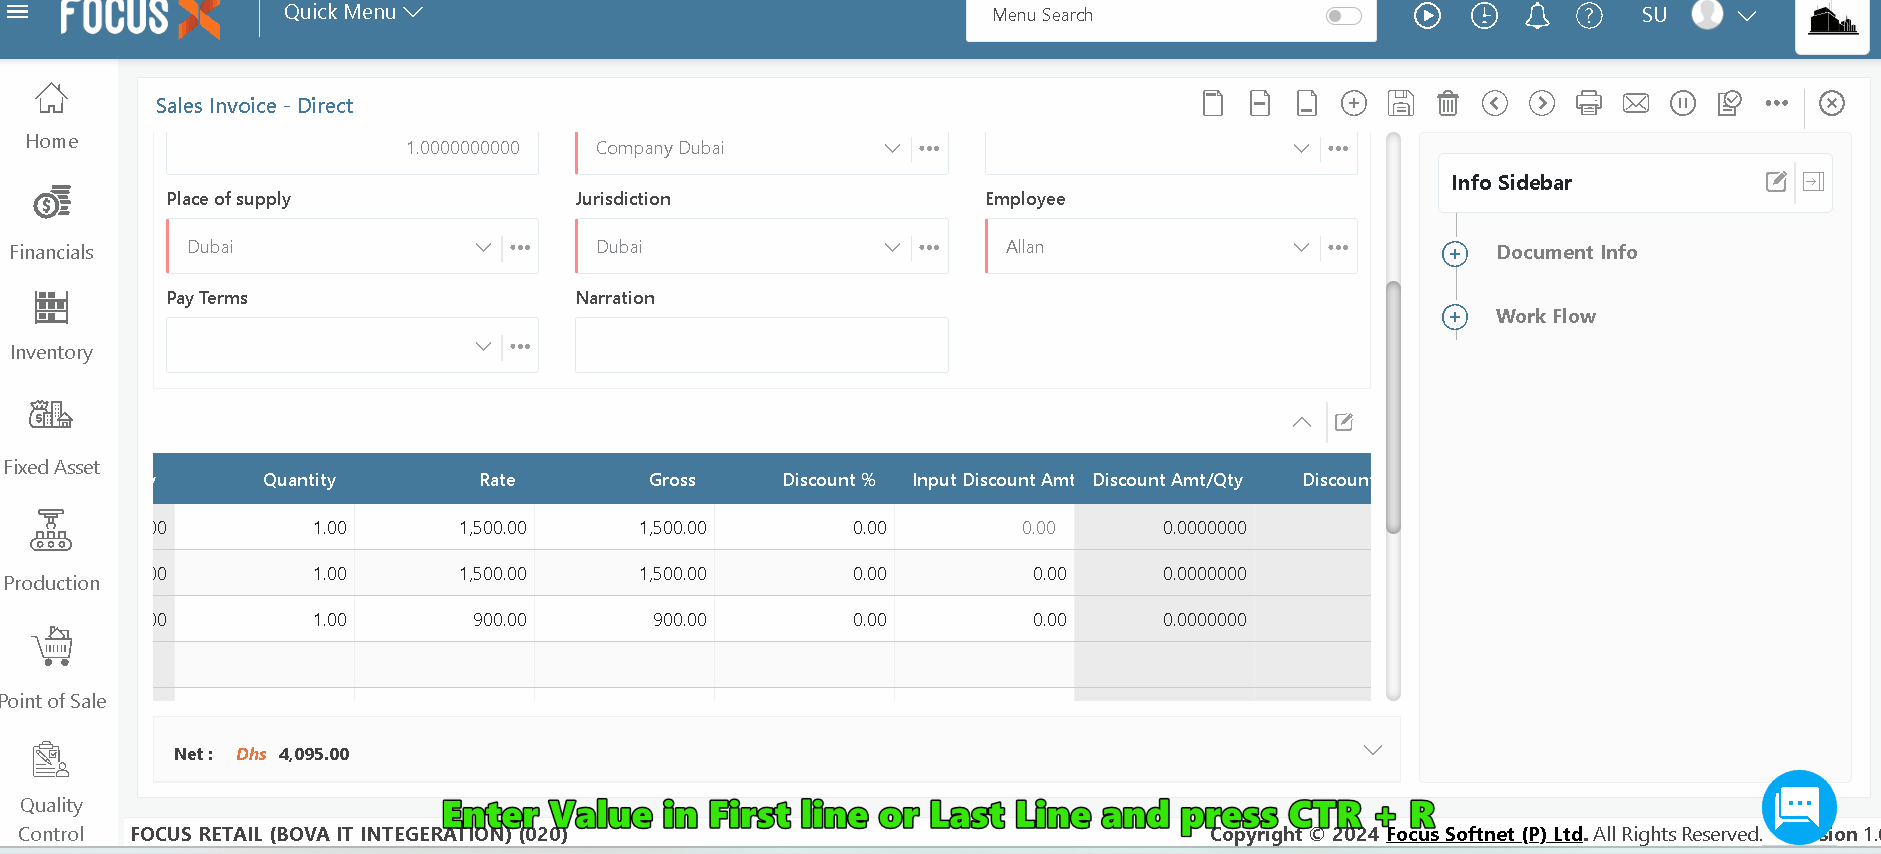 FOCUS X
Quick Menu
Menu Search
SU
Home
Financials
Inventory
Fixed Asset
Production
Point of Sale
Quality
Control
Sales Invoice - Direct
1.0000000000
Company Dubai
Place of supply
Jurisdiction
Employee
Dubai
Dubai
Allan
Pay Terms
Narration
Info Sidebar
Document Info
Work Flow
Quantity Rate Gross Discount % Input Discount Amt Discount Amt/Qty Discoun
00 1.00 1,500.00 1,500.00 0.00 0.00 0.0000000
00 1.00 1,500.00 1,500.00 0.00 0.00 0.0000000
00 1.00 900.00 900.00 0.00 0.00 0.0000000
Net : Dhs 4,095.00
Enter Value in First line or Last Line and press CTR + R
FOCUS RETAIL (BOVA IT INTEGERATION) (020)
Copyright © 2024 Focus Softnet (P) Ltd. All Rights Reserved. sion 1.0